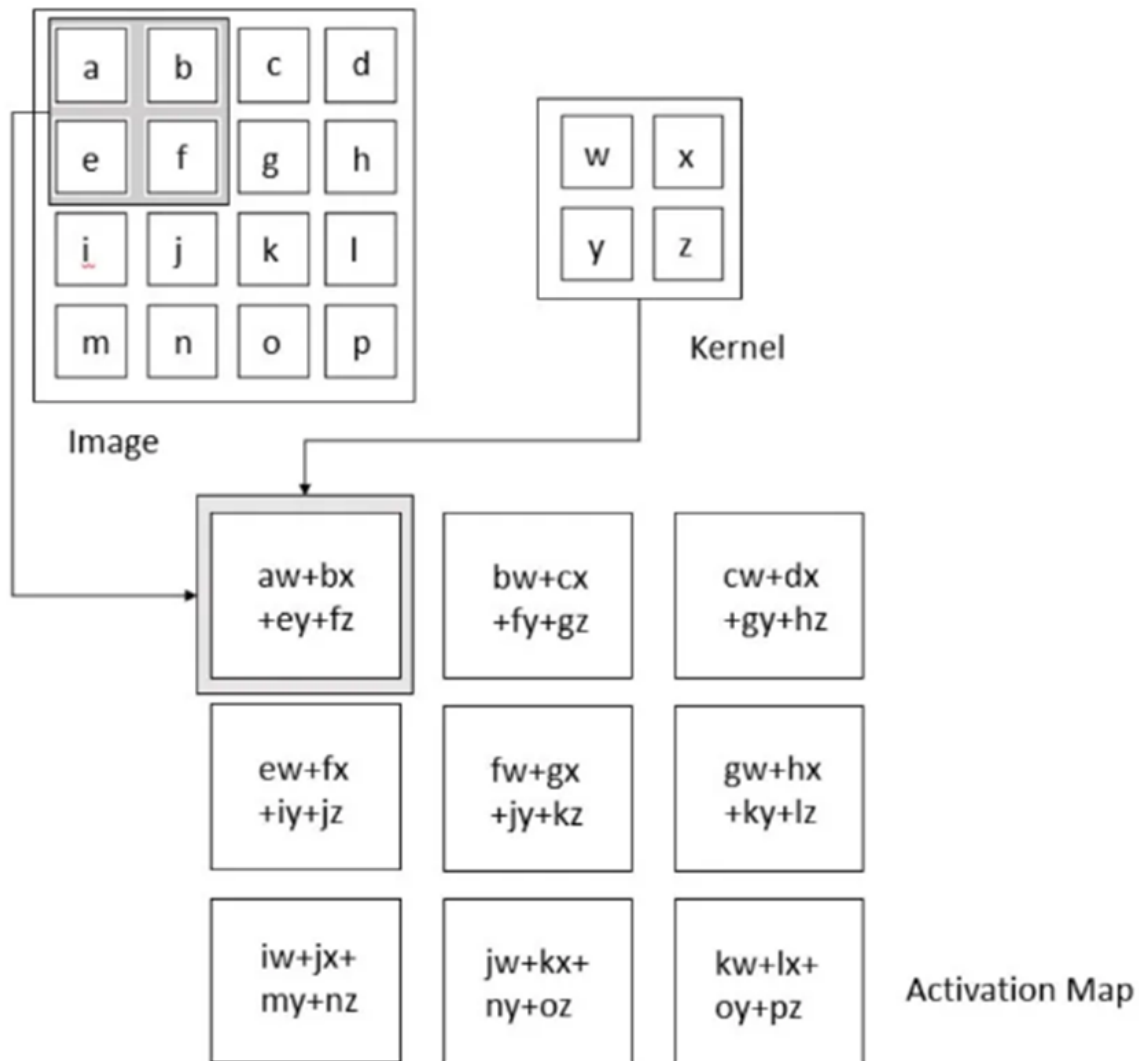 a b c d
e f g h
i j k l
m n o p
Image
w x
y z
Kernel
aw+bx
+ey+fz
bw+cx
+fy+gz
cw+dx
+gy+hz
ew+fx
+iy+jz
fw+gx
+jy+kz
gw+hx
+ky+lz
iw+jx+
my+nz
jw+kx+
ny+oz
kw+lx+
oy+pz
Activation Map